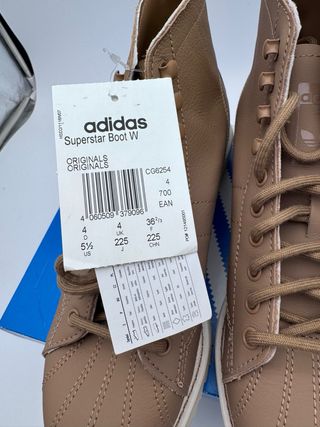 adidas
Superstar Boot W
ORIGINALS
ORIGINALS
CG6254
4
700
EAN
4 060509 379096
4 4 36 2/3
D UK F
5½ 225 225
US J CHN